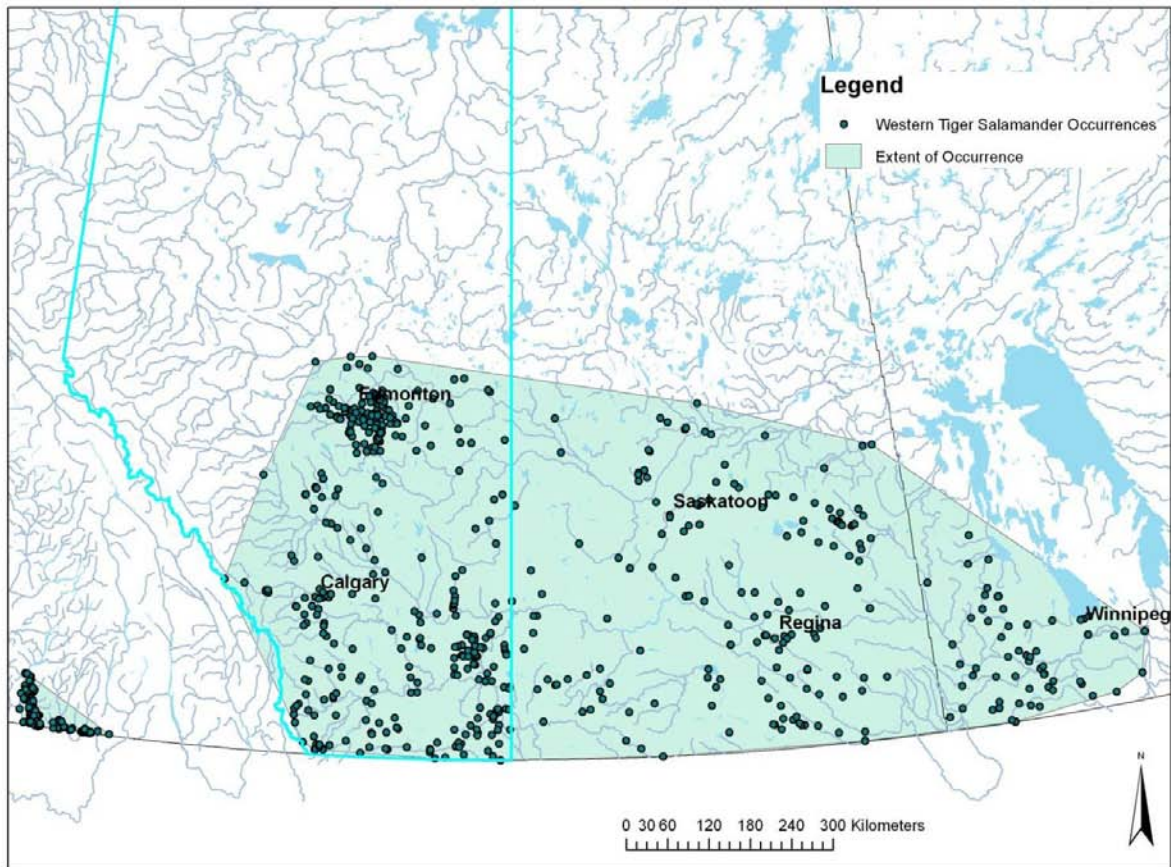 Legend
Western Tiger Salamander Occurrences
Extent of Occurrence
Edmonton
Saskatoon
Calgary
Winnipeg
Regina
N
0 30 60 120 180 240 300 Kilometers